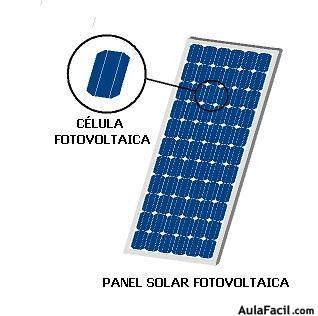 CÉLULA
FOTOVOLTAICA
PANEL SOLAR FOTOVOLTAICA
AulaFacil.com